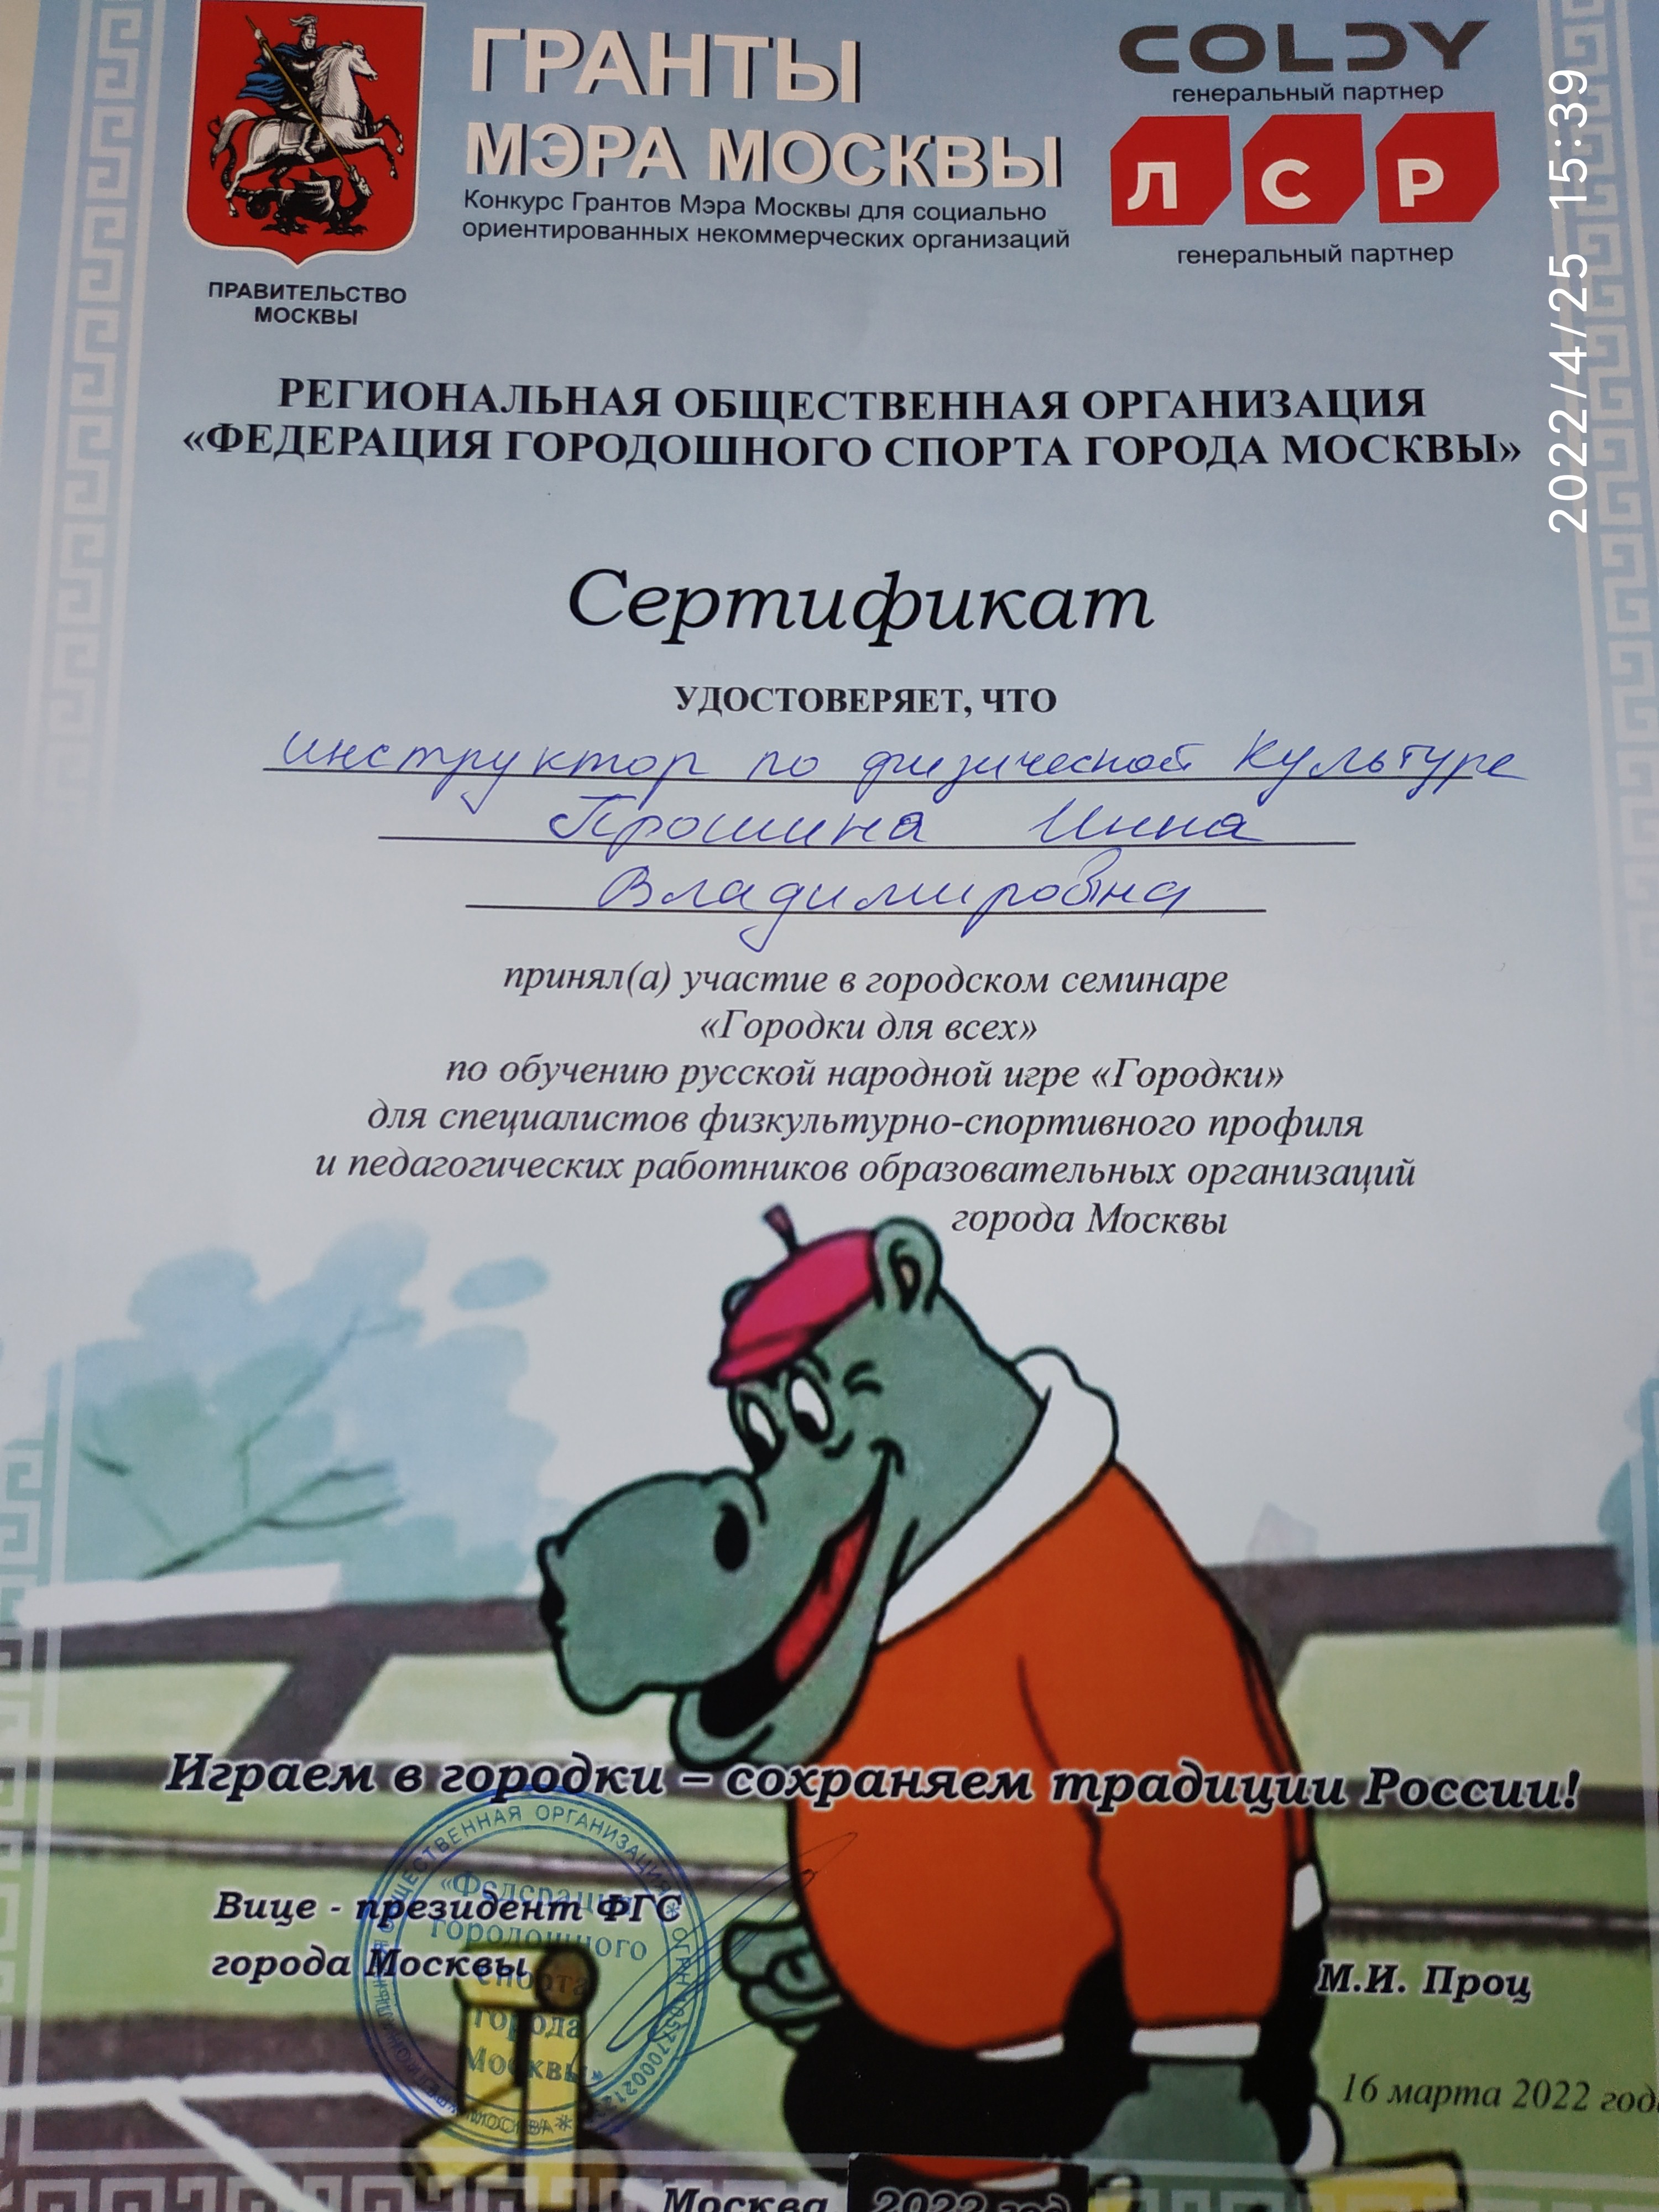 ГРАНТЫ
МЭРА МОСКВЫ
Конкурс Грантов Мэра Москвы для социально
ориентированных некоммерческих организаций
ПРАВИТЕЛЬСТВО
МОСКВЫ
COLDY
генеральный партнер
ЛСР
генеральный партнер
2022/4/25 15:39
РЕГИОНАЛЬНАЯ ОБЩЕСТВЕННАЯ ОРГАНИЗАЦИЯ
«ФЕДЕРАЦИЯ ГОРОДОШНОГО СПОРТА ГОРОДА МОСКВЫ»
Сертификат
УДОСТОВЕРЯЕТ, ЧТО
инструктор по физической культуре
Прошина Инна
Владимировна
принял(а) участие в городском семинаре
«Городки для всех»
по обучению русской народной игре «Городки»
для специалистов физкультурно-спортивного профиля
и педагогических работников образовательных организаций
города Москвы
Играем в городки – сохраняем традиции России!
Вице - президент ФГС
города Москвы
М.И. Проц
ОБЩЕСТВЕННАЯ ОРГАНИЗАЦИЯ
«Федерация
городошного
спорта
города
Москвы»
МОСКВА
16 марта 2022 года
Москва 2022 год